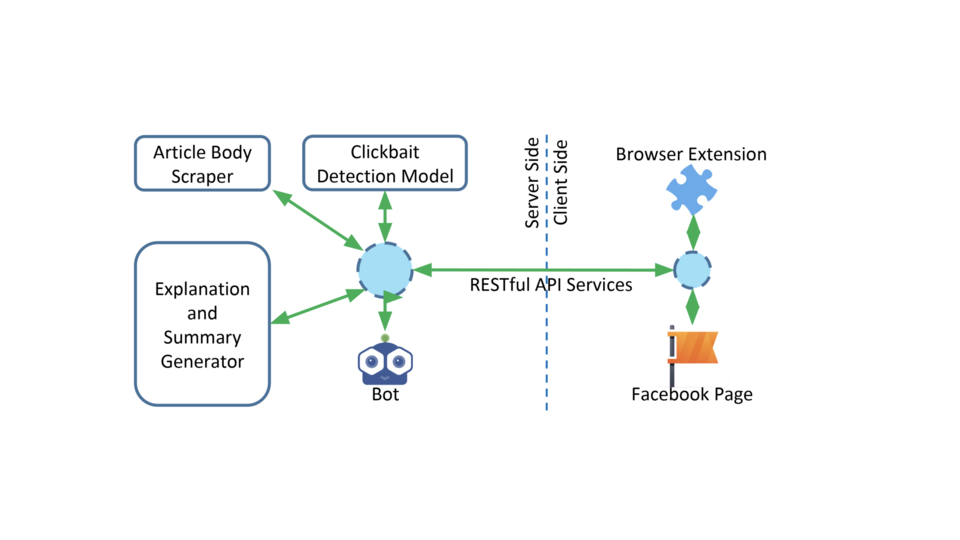 Article Body
Scraper
Clickbait
Detection Model
Server Side
Client Side
Browser Extension
Explanation
and
Summary
Generator
RESTful API Services
Bot
Facebook Page